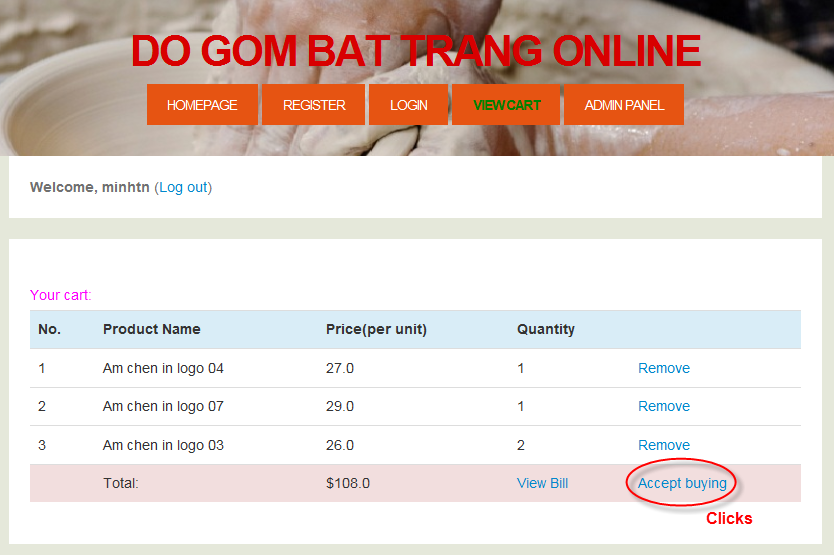 DO GOM BAT TRANG ONLINE
HOMEPAGE REGISTER LOGIN VIEW CART ADMIN PANEL
Welcome, minhtn (Log out)
Your cart:
No. Product Name Price(per unit) Quantity
1 Am chen in logo 04 27.0 1 Remove
2 Am chen in logo 07 29.0 1 Remove
3 Am chen in logo 03 26.0 2 Remove
Total: $108.0 View Bill Accept buying
Clicks